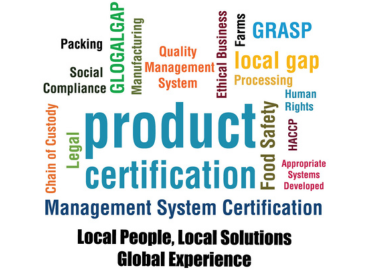 Packing
GLOGALGAP
Manufacturing
Quality
Management
System
Ethical Business
Farms
GRASP
local gap
Processing
Social
Compliance
Human
Rights
Chain of Custody
Legal
product
certification
Food Safety
HACCP
Appropriate
Systems
Developed
Management System Certification
Local People, Local Solutions
Global Experience